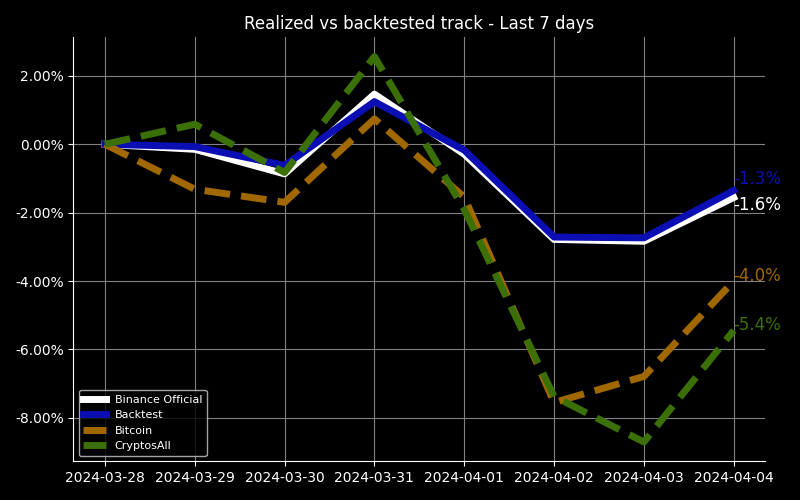 Realized vs backtested track - Last 7 days
2.00%
0.00%
-2.00%
-4.00%
-6.00%
-8.00%
-1.3%
-1.6%
-4.0%
-5.4%
Binance Official
Backtest
Bitcoin
CryptosAll
2024-03-28 2024-03-29 2024-03-30 2024-03-31 2024-04-01 2024-04-02 2024-04-03 2024-04-04